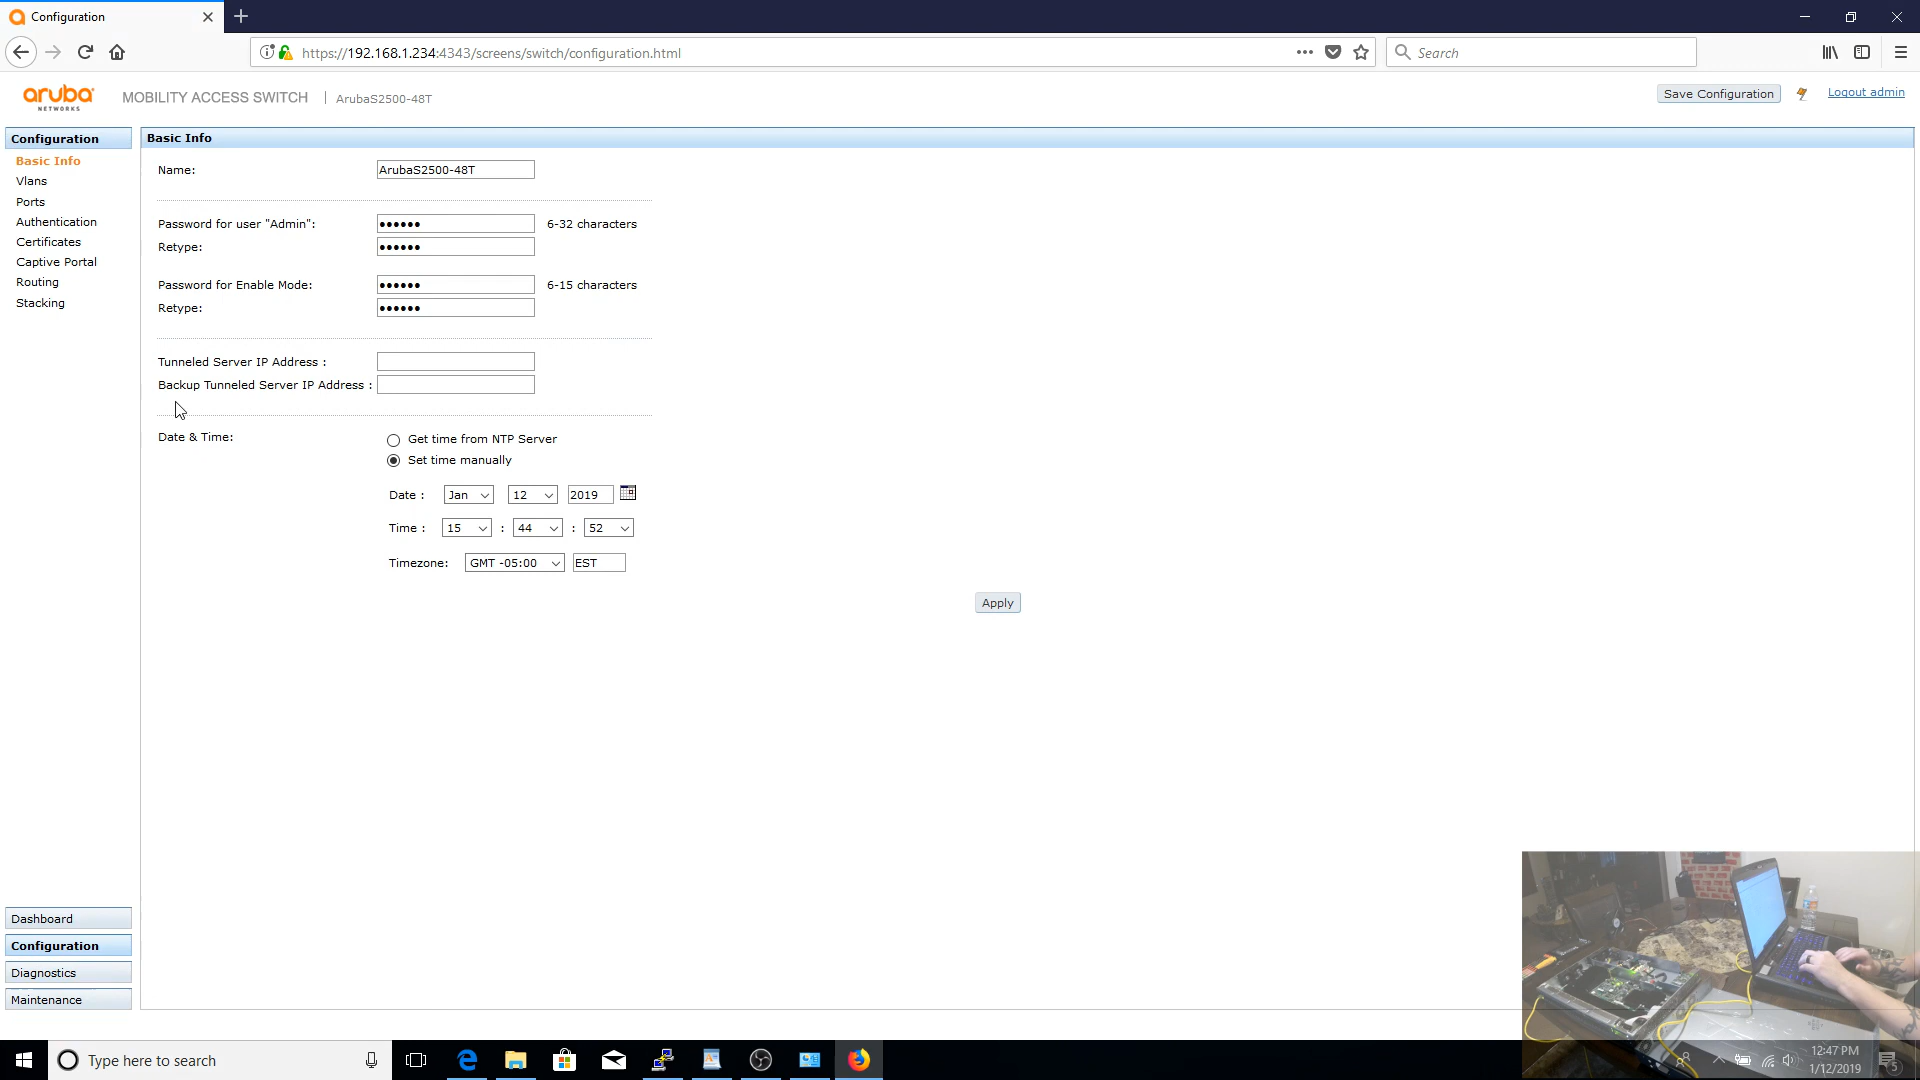 Configuration
https://192.168.1.234:4343/screens/switch/configuration.html
Search
aruba
NETWORKS
MOBILITY ACCESS SWITCH | ArubaS2500-48T
Save Configuration
Logout admin
Configuration
Basic Info
Vlans
Ports
Authentication
Certificates
Captive Portal
Routing
Stacking
Basic Info
Name: ArubaS2500-48T
Password for user "Admin": •••••• 6-32 characters
Retype: ••••••
Password for Enable Mode: •••••• 6-15 characters
Retype: ••••••
Tunneled Server IP Address :
Backup Tunneled Server IP Address :
Date & Time:
Get time from NTP Server
Set time manually
Date : Jan 12 2019
Time : 15 : 44 : 52
Timezone: GMT -05:00 EST
Apply
Dashboard
Configuration
Diagnostics
Maintenance
Type here to search
12:47 PM
1/12/2019
5